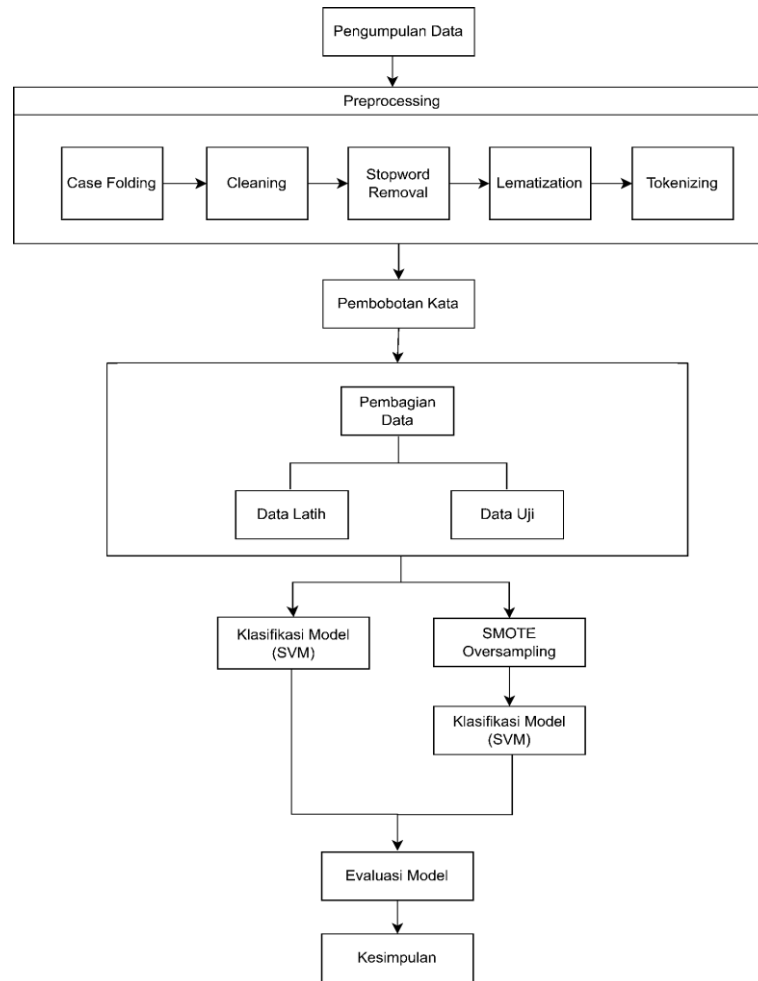 Pengumpulan Data
Preprocessing
Case Folding
Cleaning
Stopword
Removal
Lematization
Tokenizing
Pembobotan Kata
Pembagian
Data
Data Latih
Data Uji
Klasifikasi Model
(SVM)
SMOTE
Oversampling
Klasifikasi Model
(SVM)
Evaluasi Model
Kesimpulan